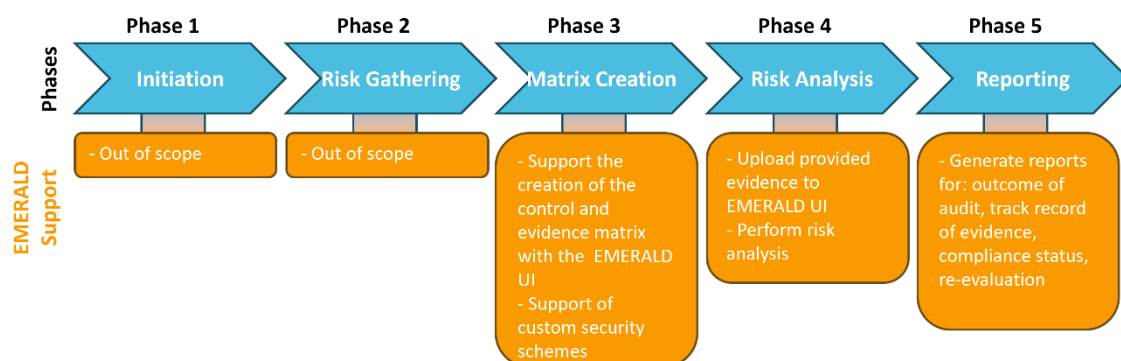 Phase 1
Phase 2
Phase 3
Phase 4
Phase 5
Phases
Initiation
Risk Gathering
Matrix Creation
Risk Analysis
Reporting
EMERALD
Support
- Out of scope
- Out of scope
- Support the
creation of the
control and
evidence matrix
with the EMERALD
UI
- Support of
custom security
schemes
- Upload provided
evidence to
EMERALD UI
- Perform risk
analysis
- Generate reports
for: outcome of
audit, track record
of evidence,
compliance status,
re-evaluation